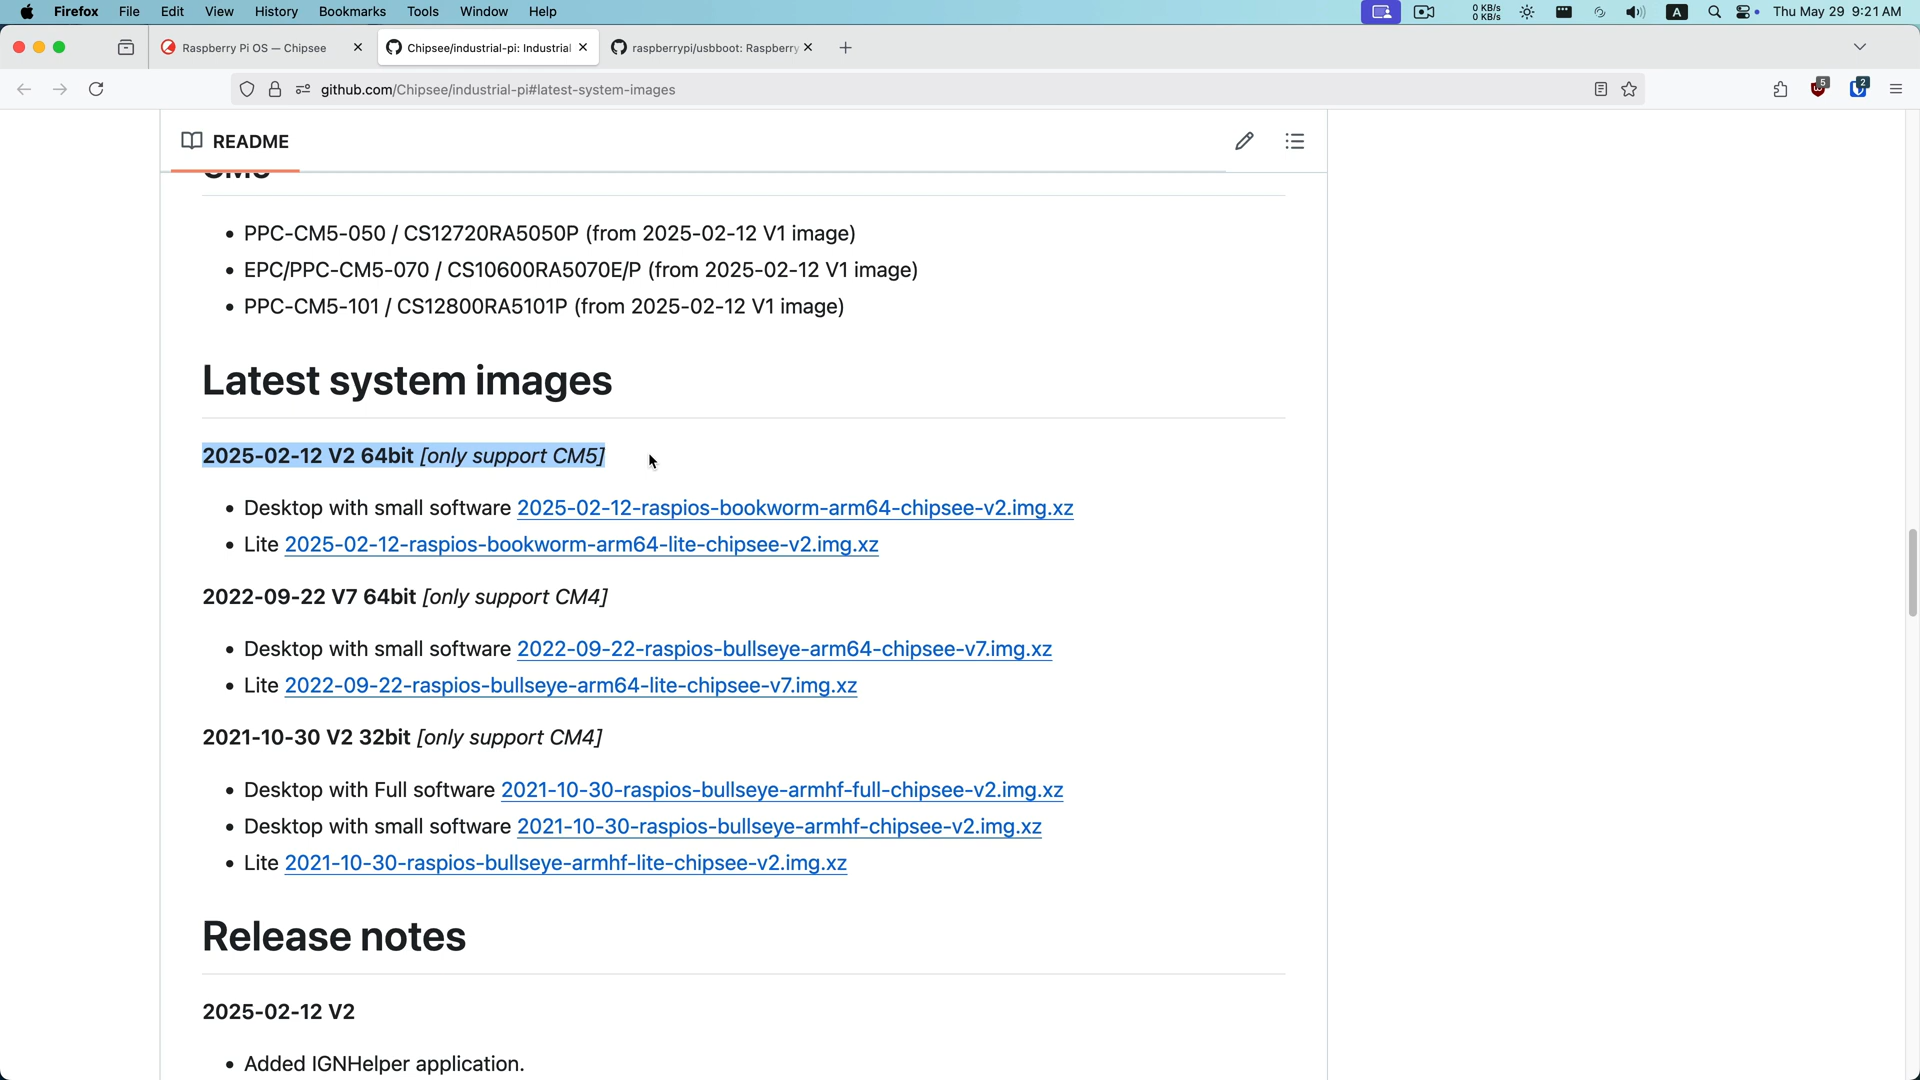 Firefox File Edit View History Bookmarks Tools Window Help 0 KB/s 0 KB/s A Thu May 29 9:21 AM
Raspberry Pi OS — Chipsee
Chipsee/industrial-pi: Industrial
raspberrypi/usbboot: Raspberry
github.com/Chipsee/industrial-pi#latest-system-images
5
2
README
CM5
• PPC-CM5-050 / CS12720RA5050P (from 2025-02-12 V1 image)
• EPC/PPC-CM5-070 / CS10600RA5070E/P (from 2025-02-12 V1 image)
• PPC-CM5-101 / CS12800RA5101P (from 2025-02-12 V1 image)
Latest system images
2025-02-12 V2 64bit [only support CM5]
• Desktop with small software 2025-02-12-raspios-bookworm-arm64-chipsee-v2.img.xz
• Lite 2025-02-12-raspios-bookworm-arm64-lite-chipsee-v2.img.xz
2022-09-22 V7 64bit [only support CM4]
• Desktop with small software 2022-09-22-raspios-bullseye-arm64-chipsee-v7.img.xz
• Lite 2022-09-22-raspios-bullseye-arm64-lite-chipsee-v7.img.xz
2021-10-30 V2 32bit [only support CM4]
• Desktop with Full software 2021-10-30-raspios-bullseye-armhf-full-chipsee-v2.img.xz
• Desktop with small software 2021-10-30-raspios-bullseye-armhf-chipsee-v2.img.xz
• Lite 2021-10-30-raspios-bullseye-armhf-lite-chipsee-v2.img.xz
Release notes
2025-02-12 V2
• Added IGNHelper application.